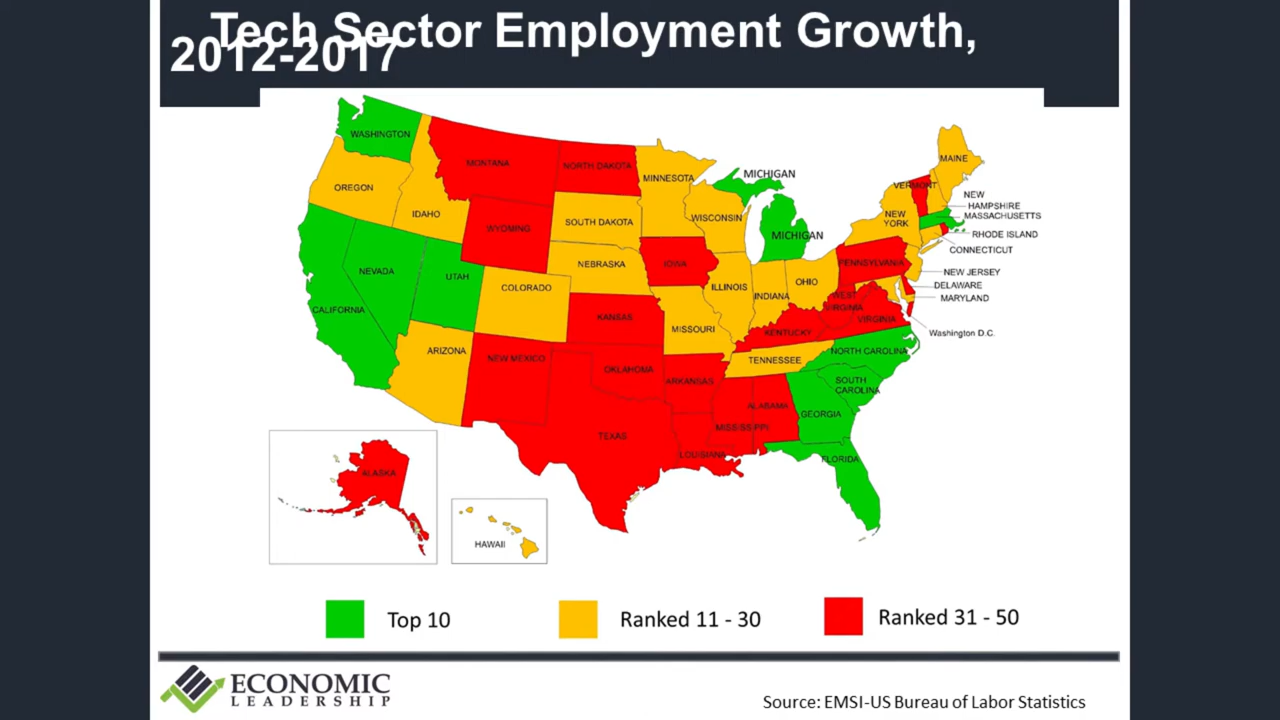 Tech Sector Employment Growth,
2012-2017
WASHINGTON
MONTANA
NORTH DAKOTA
MINNESOTA
MICHIGAN
MAINE
OREGON
IDAHO
WYOMING
SOUTH DAKOTA
WISCONSIN
MICHIGAN
NEW
YORK
VERMONT
NEW
HAMPSHIRE
MASSACHUSETTS
RHODE ISLAND
CONNECTICUT
NEVADA
UTAH
COLORADO
NEBRASKA
IOWA
ILLINOIS
INDIANA
OHIO
PENNSYLVANIA
NEW JERSEY
DELAWARE
MARYLAND
Washington D.C.
CALIFORNIA
KANSAS
MISSOURI
KENTUCKY
WEST
VIRGINIA
VIRGINIA
ARIZONA
NEW MEXICO
OKLAHOMA
ARKANSAS
TENNESSEE
NORTH CAROLINA
SOUTH
CAROLINA
TEXAS
LOUISIANA
MISSISSIPPI
ALABAMA
GEORGIA
FLORIDA
ALASKA
HAWAII
Top 10
Ranked 11 - 30
Ranked 31 - 50
ECONOMIC
LEADERSHIP
Source: EMSI-US Bureau of Labor Statistics